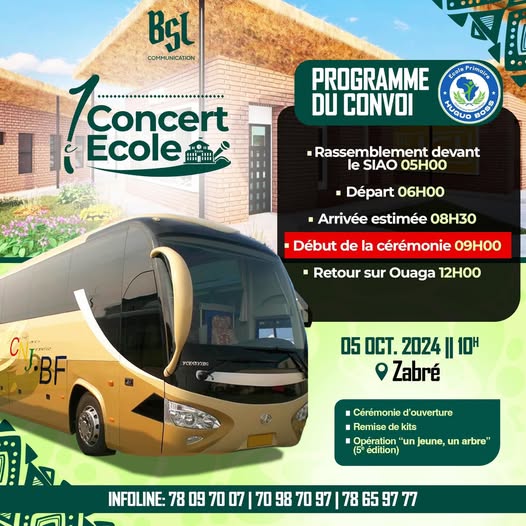 BGL
COMMUNICATION
1 Concert
1 École
PROGRAMME
DU CONVOI
Ecole Primaire
HUGUO BOSS
Rassemblement devant
le SIAO 05H00
Départ 06H00
Arrivée estimée 08H30
Début de la cérémonie 09H00
Retour sur Ouaga 12H00
CNJ.BF
05 OCT. 2024 || 10H
Zabré
Cérémonie d'ouverture
Remise de kits
Opération "un jeune, un arbre"
(5e édition)
INFOLINE: 78 09 70 07 | 70 98 70 97 | 78 65 97 77